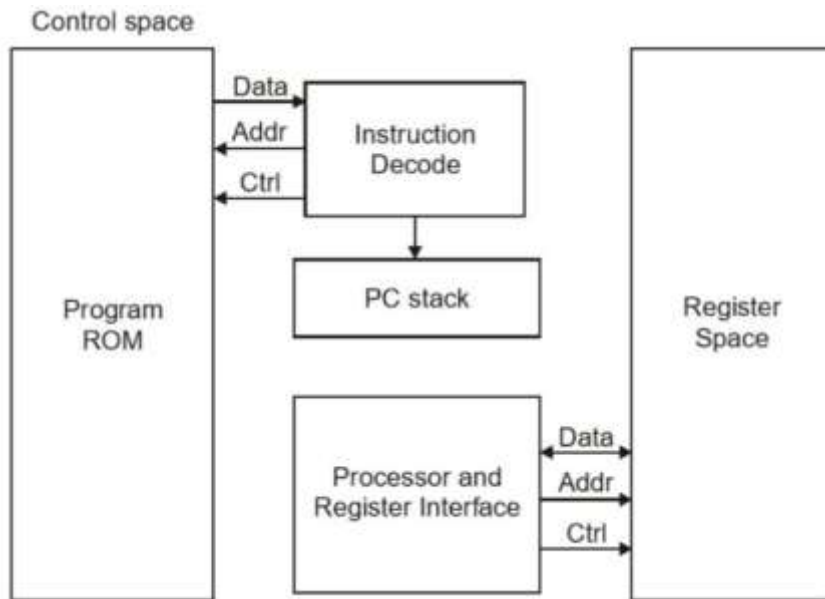 Control space
Data
Addr
Ctrl
Instruction
Decode
PC stack
Program
ROM
Register
Space
Processor and
Register Interface
Data
Addr
Ctrl